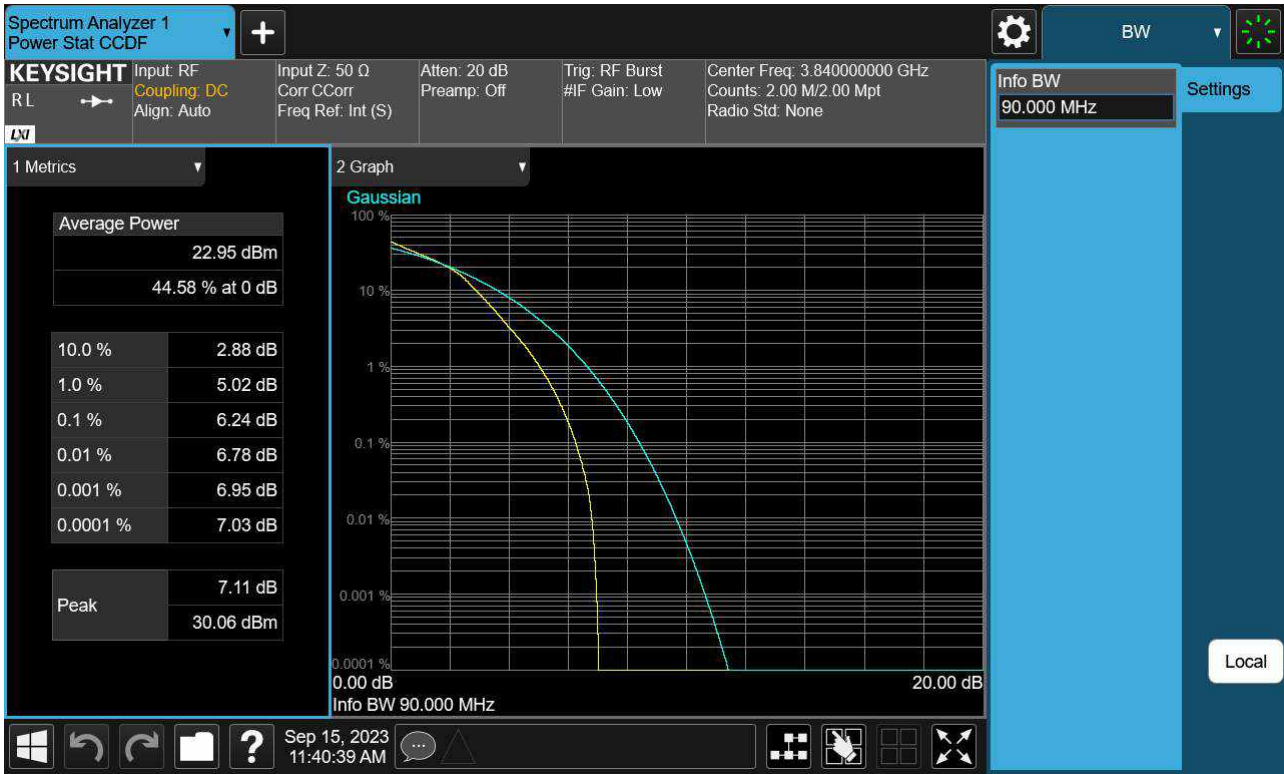 Spectrum Analyzer 1
Power Stat CCDF
+
BW
KEYSIGHT
R L
LXI
Input: RF
Coupling: DC
Align: Auto
Input Z: 50 Ω
Corr CCorr
Freq Ref: Int (S)
Atten: 20 dB
Preamp: Off
Trig: RF Burst
#IF Gain: Low
Center Freq: 3.840000000 GHz
Counts: 2.00 M/2.00 Mpt
Radio Std: None
Info BW
90.000 MHz
Settings
1 Metrics
Average Power
22.95 dBm
44.58 % at 0 dB
10.0 % 2.88 dB
1.0 % 5.02 dB
0.1 % 6.24 dB
0.01 % 6.78 dB
0.001 % 6.95 dB
0.0001 % 7.03 dB
Peak
7.11 dB
30.06 dBm
2 Graph
Gaussian
100 %
10 %
1 %
0.1 %
0.01 %
0.001 %
0.0001 %
0.00 dB 20.00 dB
Info BW 90.000 MHz
Local
?
Sep 15, 2023
11:40:39 AM